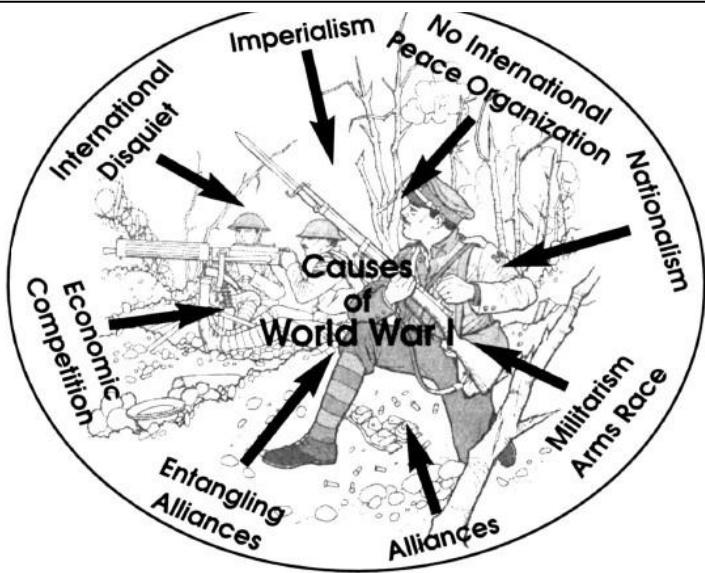 Imperialism
No International
Peace Organization
Nationalism
Militarism
Arms Race
Alliances
Entangling
Alliances
Economic
Competition
International
Disquiet
Causes
of
World War I